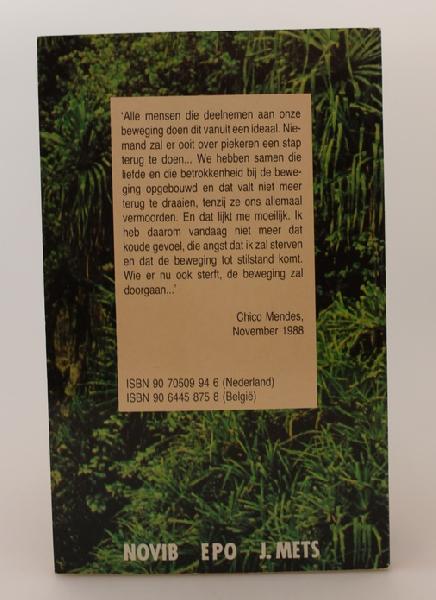 'Alle mensen die deelnemen aan onze
beweging doen dit vanuit een ideaal. Nie-
mand zal er ooit over piekeren een stap
terug te doen... We hebben samen die
liefde en die betrokkenheid bij de bewe-
ging opgebouwd en dat valt niet meer
terug te draaien, tenzij ze ons allemaal
vermoorden. En dat lijkt me moeilijk. Ik
heb daarom vandaag niet meer dat
koude gevoel, die angst dat ik zal sterven
en dat de beweging tot stilstand komt.
Wie er nu ook sterft, de beweging zal
doorgaan...'
Chico Mendes,
November 1988
ISBN 90 70509 94 6 (Nederland)
ISBN 90 6445 875 8 (België)
NOVIB EPO J. METS